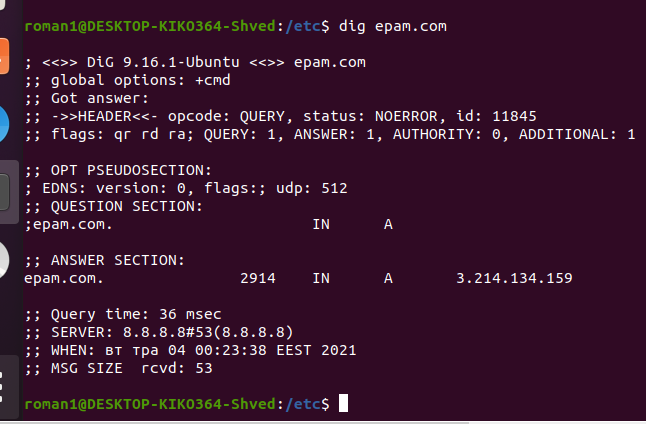 roman1@DESKTOP-KIKO364-Shved:/etc$ dig epam.com

; <<>> DiG 9.16.1-Ubuntu <<>> epam.com
;; global options: +cmd
;; Got answer:
;; ->>HEADER<<- opcode: QUERY, status: NOERROR, id: 11845
;; flags: qr rd ra; QUERY: 1, ANSWER: 1, AUTHORITY: 0, ADDITIONAL: 1

;; OPT PSEUDOSECTION:
; EDNS: version: 0, flags:; udp: 512
;; QUESTION SECTION:
;epam.com.                      IN      A

;; ANSWER SECTION:
epam.com.               2914    IN      A       3.214.134.159

;; Query time: 36 msec
;; SERVER: 8.8.8.8#53(8.8.8.8)
;; WHEN: вт тра 04 00:23:38 EEST 2021
;; MSG SIZE  rcvd: 53

roman1@DESKTOP-KIKO364-Shved:/etc$